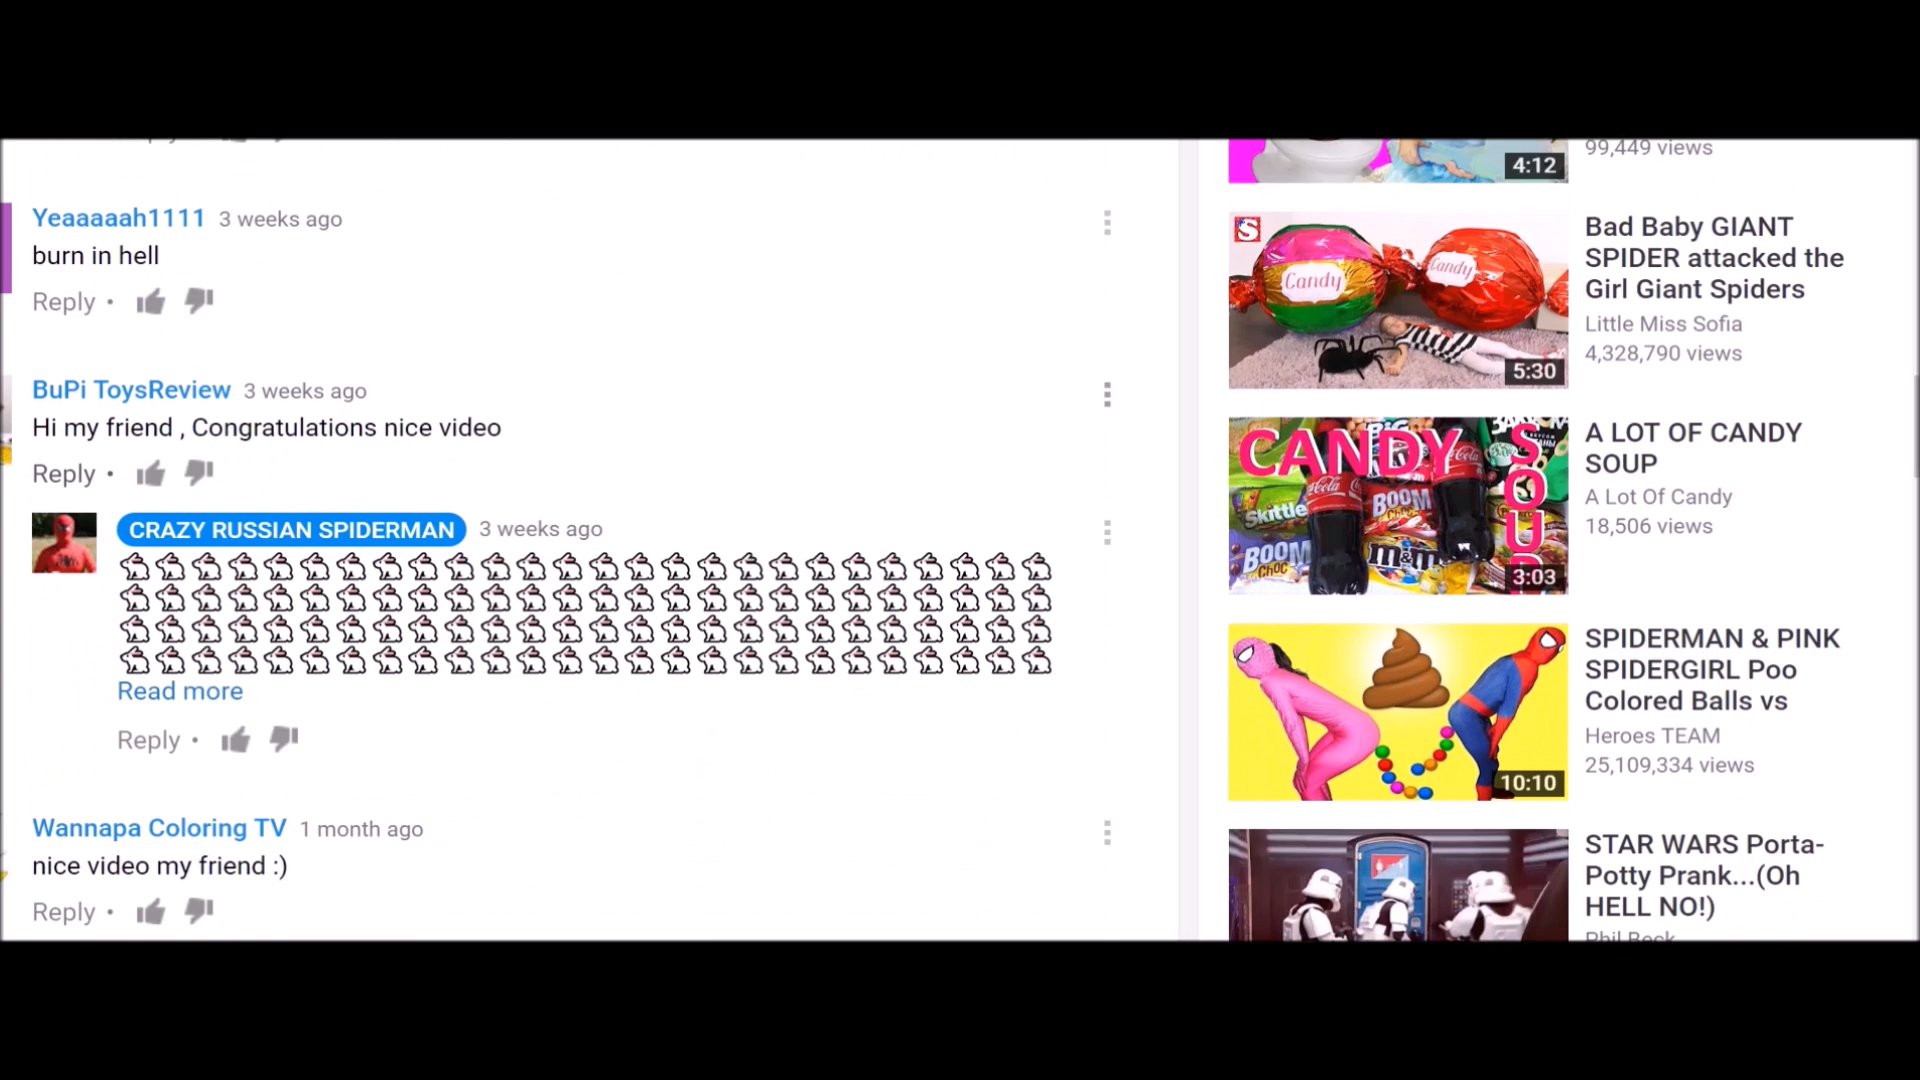 Yeaaaaah1111 3 weeks ago
burn in hell
Reply •
BuPi ToysReview 3 weeks ago
Hi my friend , Congratulations nice video
Reply •
CRAZY RUSSIAN SPIDERMAN 3 weeks ago
Read more
Reply •
Wannapa Coloring TV 1 month ago
nice video my friend :)
Reply •
4:12
99,449 views
Candy
Candy
5:30
Bad Baby GIANT
SPIDER attacked the
Girl Giant Spiders
Little Miss Sofia
4,328,790 views
CANDY
SOUP
Skittles
BOOM
Choc
BOOM
Choc
m&m
3:03
A LOT OF CANDY
SOUP
A Lot Of Candy
18,506 views
10:10
SPIDERMAN & PINK
SPIDERGIRL Poo
Colored Balls vs
Heroes TEAM
25,109,334 views
STAR WARS Porta-
Potty Prank...(Oh
HELL NO!)
Phil Beck